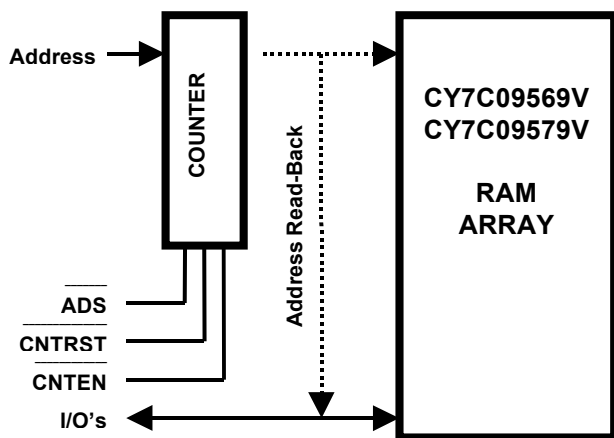 Address
COUNTER
Address Read-Back
CY7C09569V
CY7C09579V
RAM
ARRAY
ADS
CNTRST
CNTEN
I/O's